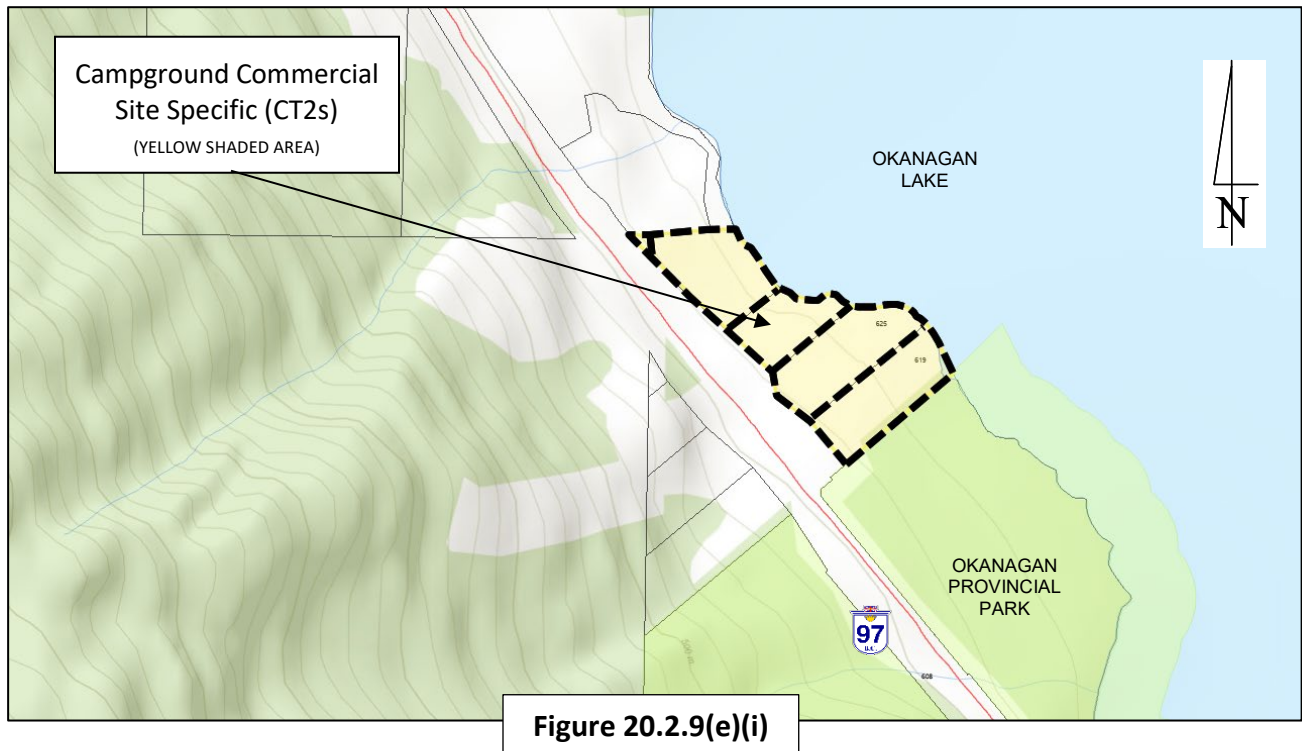 Campground Commercial
Site Specific (CT2s)
(YELLOW SHADED AREA)
OKANAGAN
LAKE
N
625
619
OKANAGAN
PROVINCIAL
PARK
97
B.C.
500 m
608
Figure 20.2.9(e)(i)